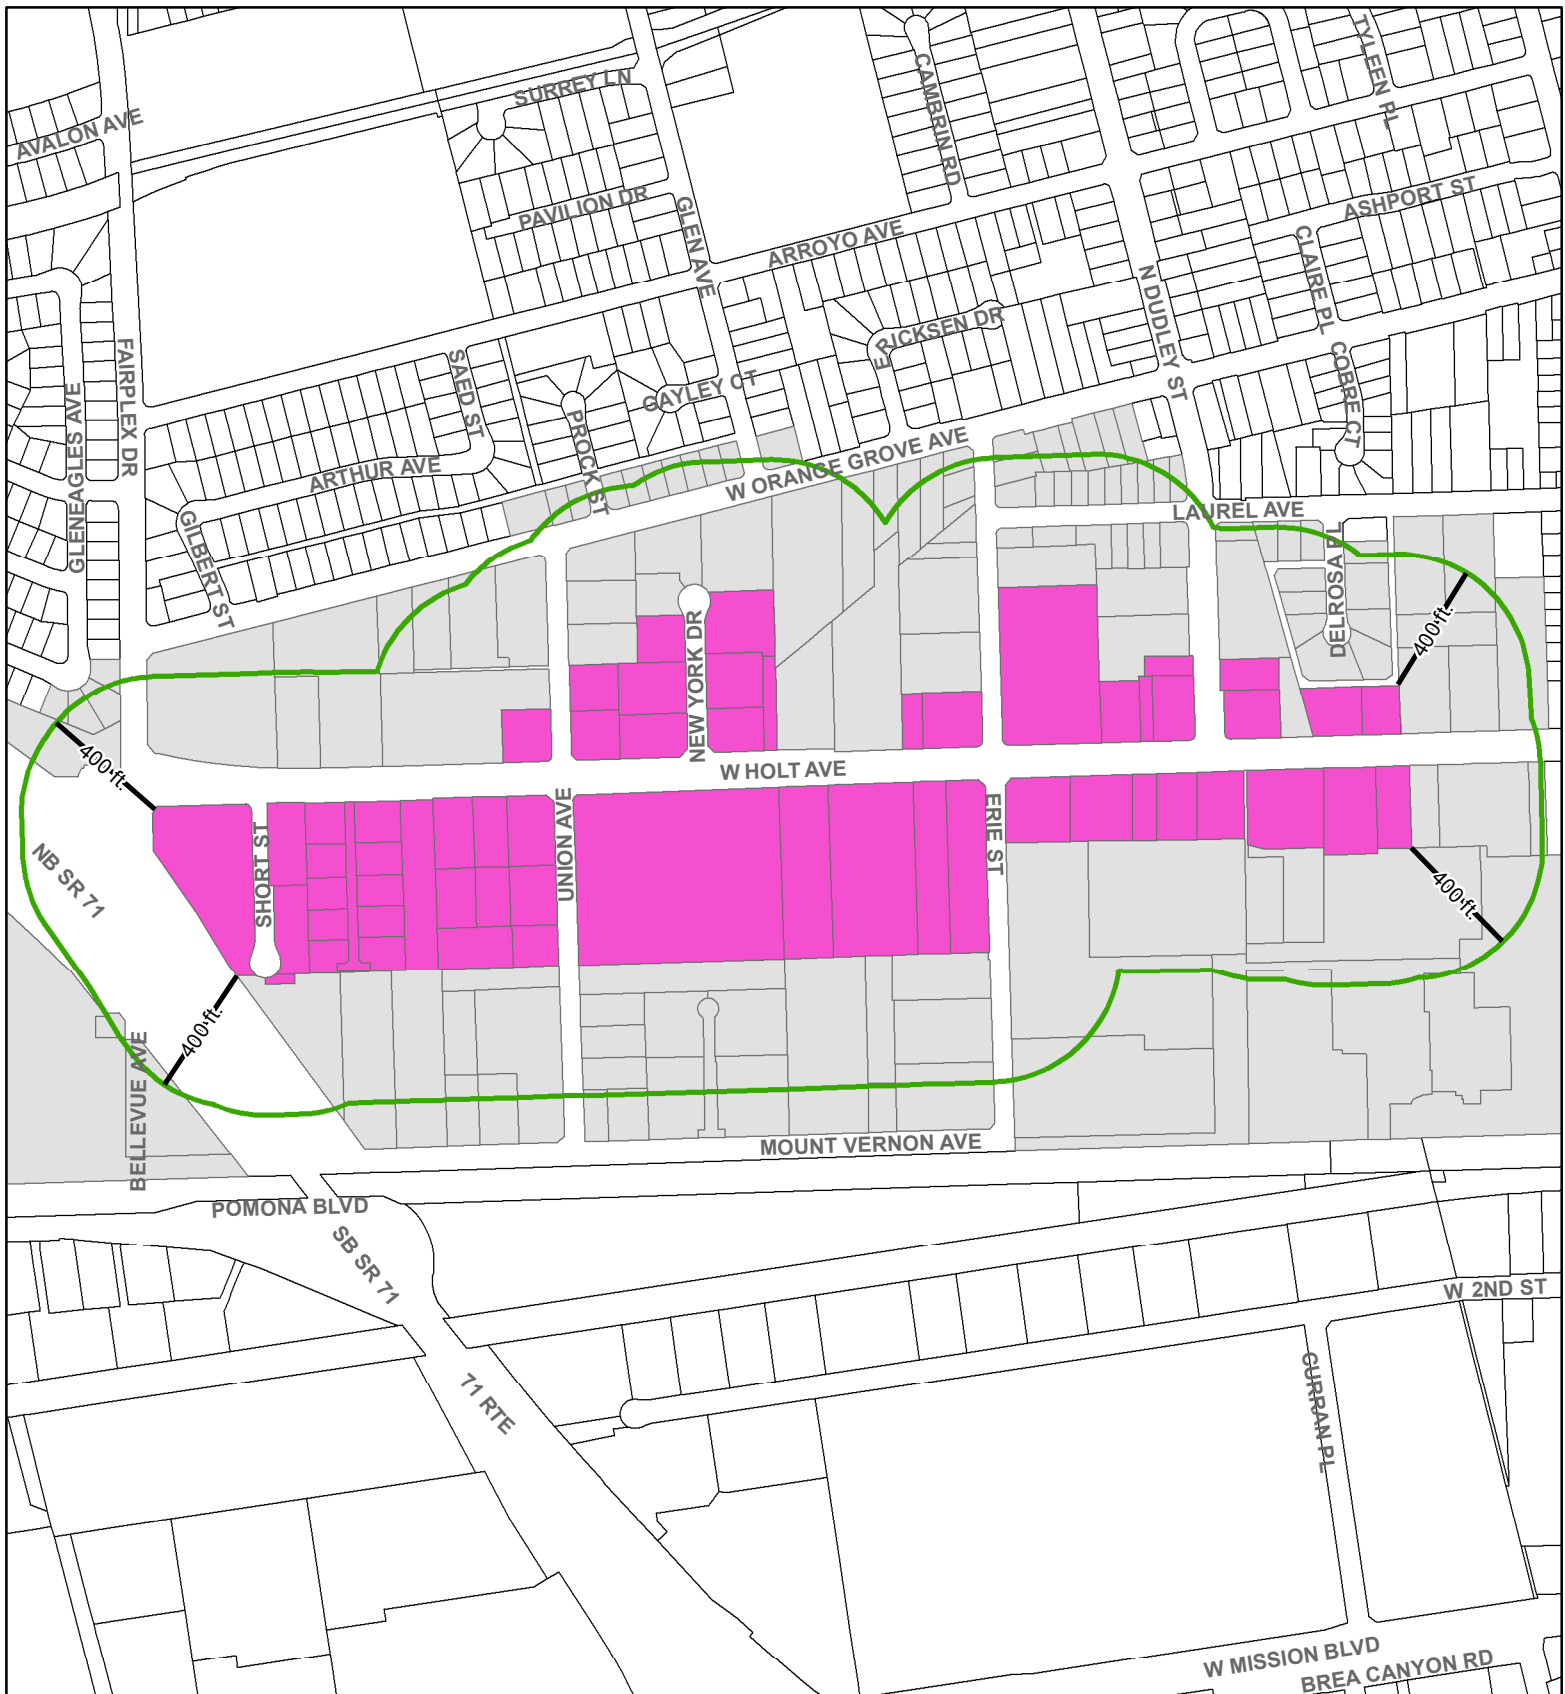 SURREY LN
AVALON AVE
CAMBRIN RD
TYLEEN PL
PAVILION DR
GLEN AVE
ARROYO AVE
ASHPORT ST
CLAIRE PL
N DUDLEY ST
ERICKSEN DR
FAIRPLEX DR
GLENEAGLES AVE
SAED ST
GAYLEY CT
COBRE CT
PROCK ST
ARTHUR AVE
W ORANGE GROVE AVE
GILBERT ST
LAUREL AVE
DELROSA PL
400 ft.
NEW YORK DR
400 ft.
W HOLT AVE
UNION AVE
ERIE ST
SHORT ST
NB SR 71
400 ft.
400 ft.
BELLEVUE AVE
MOUNT VERNON AVE
POMONA BLVD
SB SR 71
W 2ND ST
71 RTE
CURRAN PL
W MISSION BLVD
BREA CANYON RD